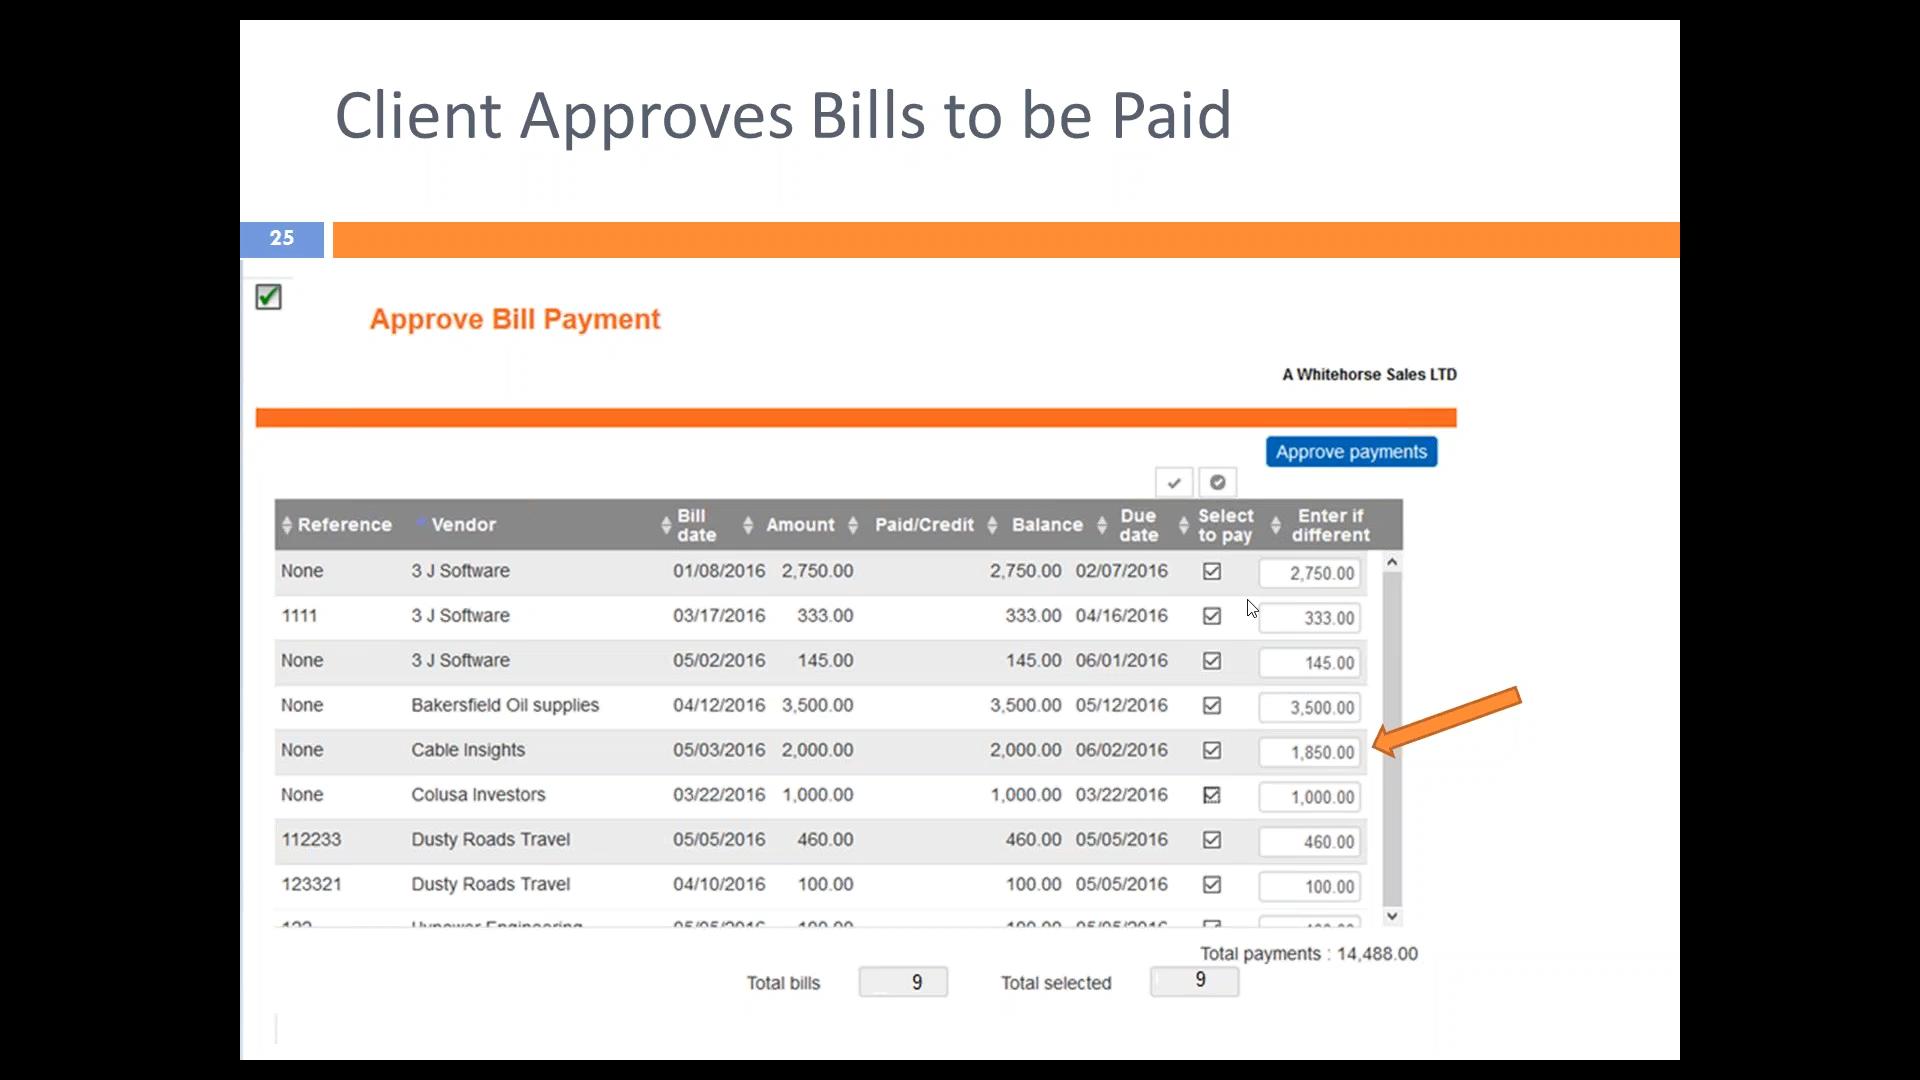 Client Approves Bills to be Paid
25
Approve Bill Payment
A Whitehorse Sales LTD
Approve payments
Reference Vendor Bill date Amount Paid/Credit Balance Due date Select to pay Enter if different
None 3 J Software 01/08/2016 2,750.00 2,750.00 02/07/2016 2,750.00
1111 3 J Software 03/17/2016 333.00 333.00 04/16/2016 333.00
None 3 J Software 05/02/2016 145.00 145.00 06/01/2016 145.00
None Bakersfield Oil supplies 04/12/2016 3,500.00 3,500.00 05/12/2016 3,500.00
None Cable Insights 05/03/2016 2,000.00 2,000.00 06/02/2016 1,850.00
None Colusa Investors 03/22/2016 1,000.00 1,000.00 03/22/2016 1,000.00
112233 Dusty Roads Travel 05/05/2016 460.00 460.00 05/05/2016 460.00
123321 Dusty Roads Travel 04/10/2016 100.00 100.00 05/05/2016 100.00
Total payments : 14,488.00
Total bills 9 Total selected 9